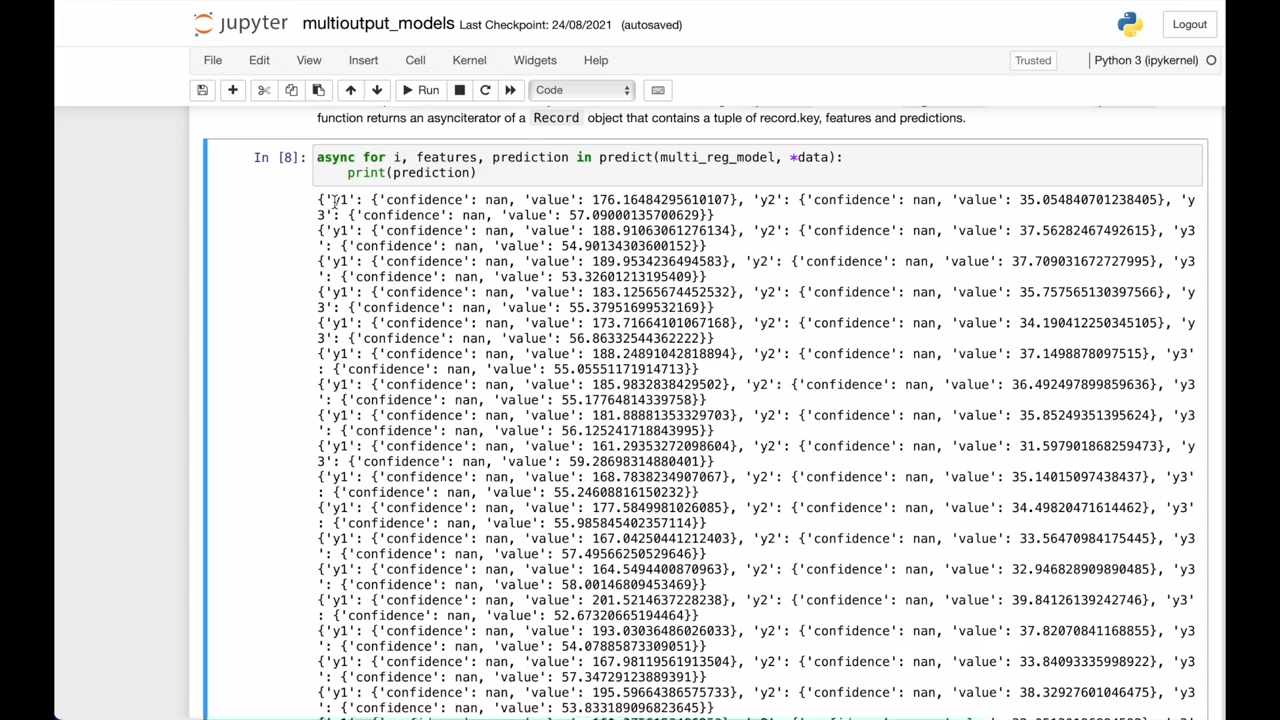 jupyter multioutput_models Last Checkpoint: 24/08/2021 (autosaved) Logout
File Edit View Insert Cell Kernel Widgets Help Trusted Python 3 (ipykernel)
Run Code
function returns an asynciterator of a Record object that contains a tuple of record.key, features and predictions.
In [8]: async for i, features, prediction in predict(multi_reg_model, *data):
print(prediction)
{'y1': {'confidence': nan, 'value': 176.16484295610107}, 'y2': {'confidence': nan, 'value': 35.054840701238405}, 'y
3': {'confidence': nan, 'value': 57.09000135700629}}
{'y1': {'confidence': nan, 'value': 188.91063061276134}, 'y2': {'confidence': nan, 'value': 37.56282467492615}, 'y3
': {'confidence': nan, 'value': 54.90134303600152}}
{'y1': {'confidence': nan, 'value': 189.9534236494583}, 'y2': {'confidence': nan, 'value': 37.709031672727995}, 'y3
': {'confidence': nan, 'value': 53.32601213195409}}
{'y1': {'confidence': nan, 'value': 183.12565674452532}, 'y2': {'confidence': nan, 'value': 35.757565130397566}, 'y
3': {'confidence': nan, 'value': 55.37951699532169}}
{'y1': {'confidence': nan, 'value': 173.71664101067168}, 'y2': {'confidence': nan, 'value': 34.190412250345105}, 'y
3': {'confidence': nan, 'value': 56.86332544362222}}
{'y1': {'confidence': nan, 'value': 188.24891042818894}, 'y2': {'confidence': nan, 'value': 37.1498878097515}, 'y3'
: {'confidence': nan, 'value': 55.05551171914713}}
{'y1': {'confidence': nan, 'value': 185.9832838429502}, 'y2': {'confidence': nan, 'value': 36.492497899859636}, 'y3
': {'confidence': nan, 'value': 55.17764814339758}}
{'y1': {'confidence': nan, 'value': 181.88881353329703}, 'y2': {'confidence': nan, 'value': 35.85249351395624}, 'y3
': {'confidence': nan, 'value': 56.125241718843995}}
{'y1': {'confidence': nan, 'value': 161.29353272098604}, 'y2': {'confidence': nan, 'value': 31.597901868259473}, 'y
3': {'confidence': nan, 'value': 59.28698314880401}}
{'y1': {'confidence': nan, 'value': 168.7838234907067}, 'y2': {'confidence': nan, 'value': 35.14015097438437}, 'y3'
: {'confidence': nan, 'value': 55.24608816150232}}
{'y1': {'confidence': nan, 'value': 177.5849981026085}, 'y2': {'confidence': nan, 'value': 34.49820471614462}, 'y3'
: {'confidence': nan, 'value': 55.985845402357114}}
{'y1': {'confidence': nan, 'value': 167.04250441212403}, 'y2': {'confidence': nan, 'value': 33.56470984175445}, 'y3
': {'confidence': nan, 'value': 57.49566250529646}}
{'y1': {'confidence': nan, 'value': 164.5494400870963}, 'y2': {'confidence': nan, 'value': 32.946828909890485}, 'y3
': {'confidence': nan, 'value': 58.00146809453469}}
{'y1': {'confidence': nan, 'value': 201.5214637228238}, 'y2': {'confidence': nan, 'value': 39.84126139242746}, 'y3'
: {'confidence': nan, 'value': 52.67320665194464}}
{'y1': {'confidence': nan, 'value': 193.03036486026033}, 'y2': {'confidence': nan, 'value': 37.82070841168855}, 'y3
': {'confidence': nan, 'value': 54.07885873309051}}
{'y1': {'confidence': nan, 'value': 167.98119561913504}, 'y2': {'confidence': nan, 'value': 33.84093335998922}, 'y3
': {'confidence': nan, 'value': 57.34729123889391}}
{'y1': {'confidence': nan, 'value': 195.59664386575733}, 'y2': {'confidence': nan, 'value': 38.32927601046475}, 'y3
': {'confidence': nan, 'value': 53.833189096823645}}